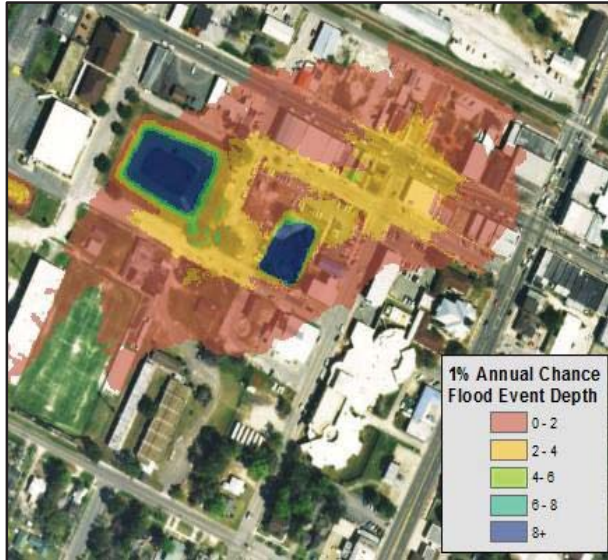 1% Annual Chance
Flood Event Depth
0 - 2
2 - 4
4- 6
6 - 8
8+